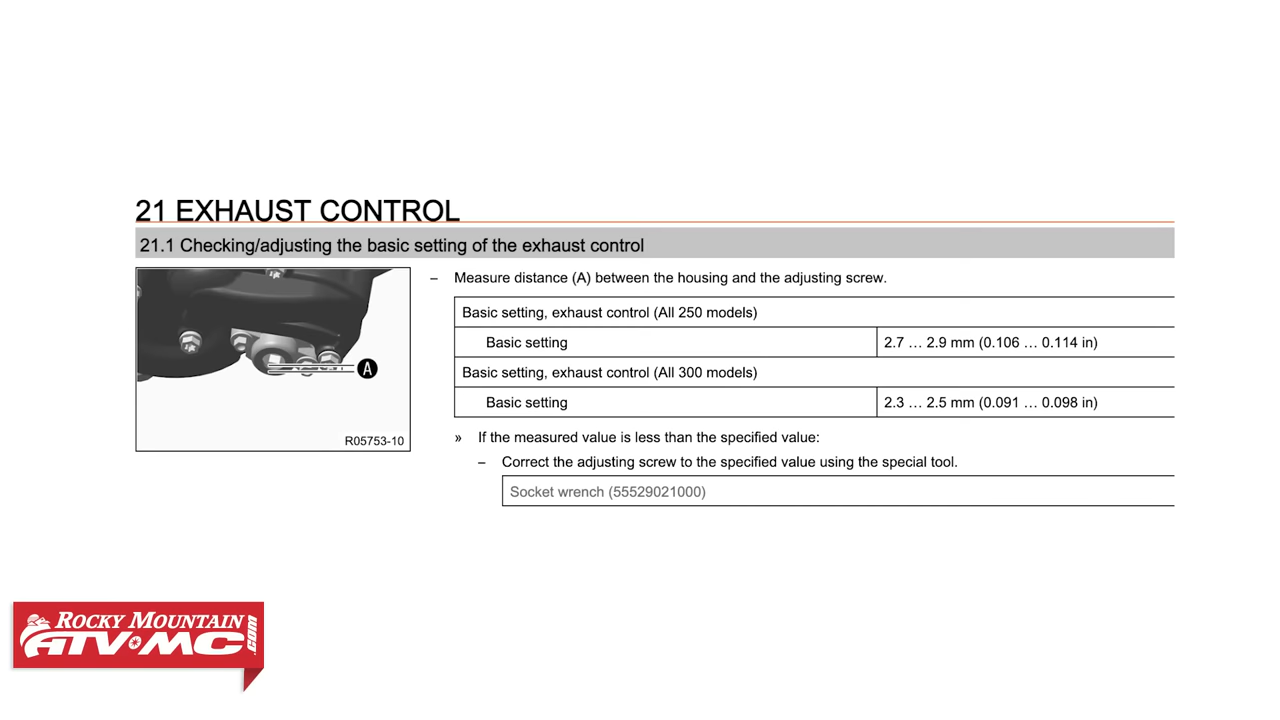 21 EXHAUST CONTROL
21.1 Checking/adjusting the basic setting of the exhaust control
– Measure distance (A) between the housing and the adjusting screw.
Basic setting, exhaust control (All 250 models)
Basic setting 2.7 … 2.9 mm (0.106 … 0.114 in)
Basic setting, exhaust control (All 300 models)
Basic setting 2.3 … 2.5 mm (0.091 … 0.098 in)
» If the measured value is less than the specified value:
– Correct the adjusting screw to the specified value using the special tool.
Socket wrench (55529021000)
A
R05753-10
ROCKY MOUNTAIN
ATV MC .com